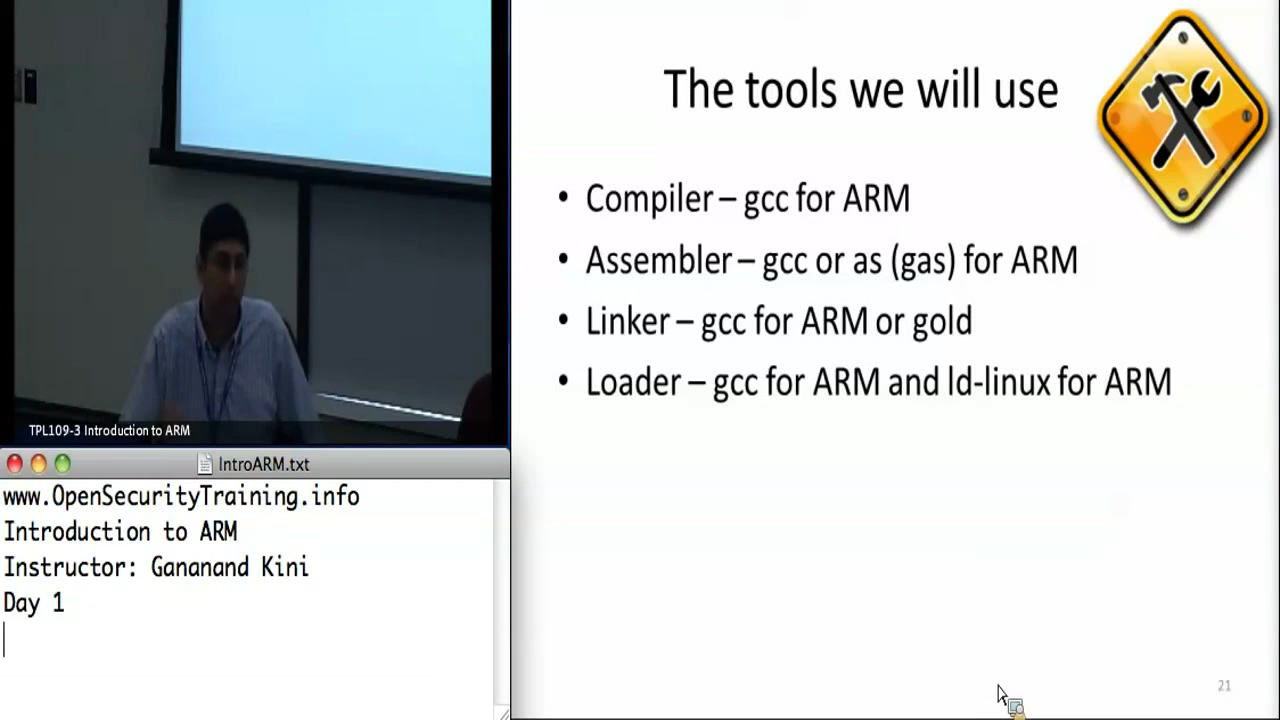 The tools we will use
• Compiler – gcc for ARM
• Assembler – gcc or as (gas) for ARM
• Linker – gcc for ARM or gold
• Loader – gcc for ARM and ld-linux for ARM
21
TPL109-3 Introduction to ARM
IntroARM.txt
www.OpenSecurityTraining.info
Introduction to ARM
Instructor: Gananand Kini
Day 1